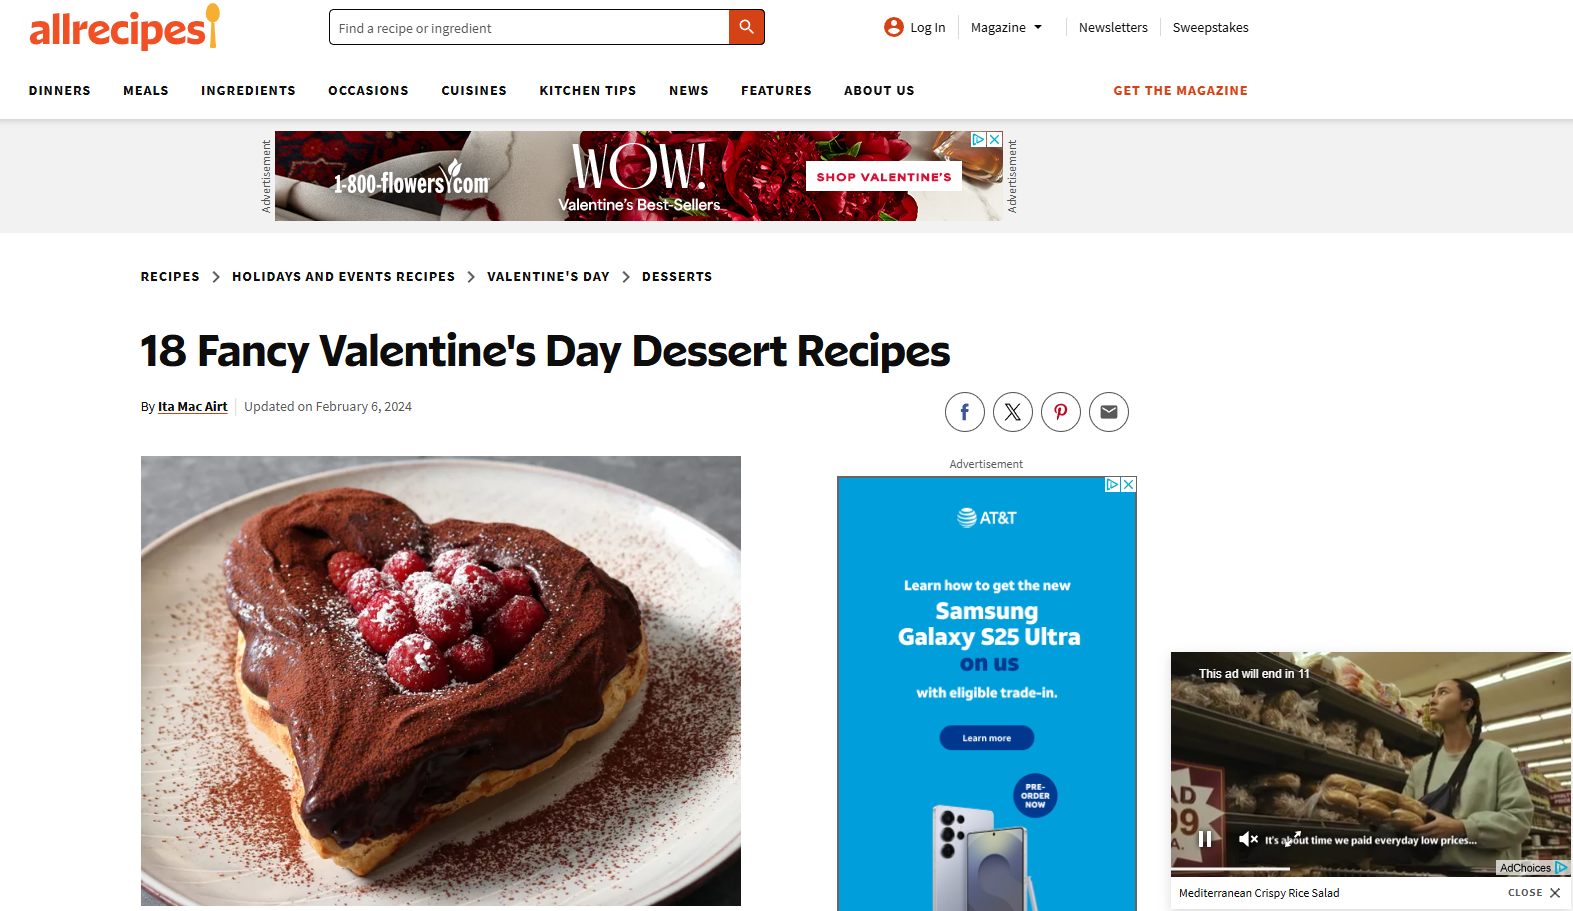 allrecipes
Find a recipe or ingredient
Log In
Magazine
Newsletters
Sweepstakes
DINNERS
MEALS
INGREDIENTS
OCCASIONS
CUISINES
KITCHEN TIPS
NEWS
FEATURES
ABOUT US
GET THE MAGAZINE
Advertisement
1-800-flowers.com
WOW!
Valentine's Best-Sellers
SHOP VALENTINE'S
Advertisement
RECIPES > HOLIDAYS AND EVENTS RECIPES > VALENTINE'S DAY > DESSERTS
18 Fancy Valentine's Day Dessert Recipes
By Ita Mac Airt
Updated on February 6, 2024
Advertisement
AT&T
Learn how to get the new
Samsung
Galaxy S25 Ultra
on us
with eligible trade-in.
Learn more
PRE-
ORDER
NOW
This ad will end in 11
It's about time we paid everyday low prices...
AdChoices
Mediterranean Crispy Rice Salad
CLOSE